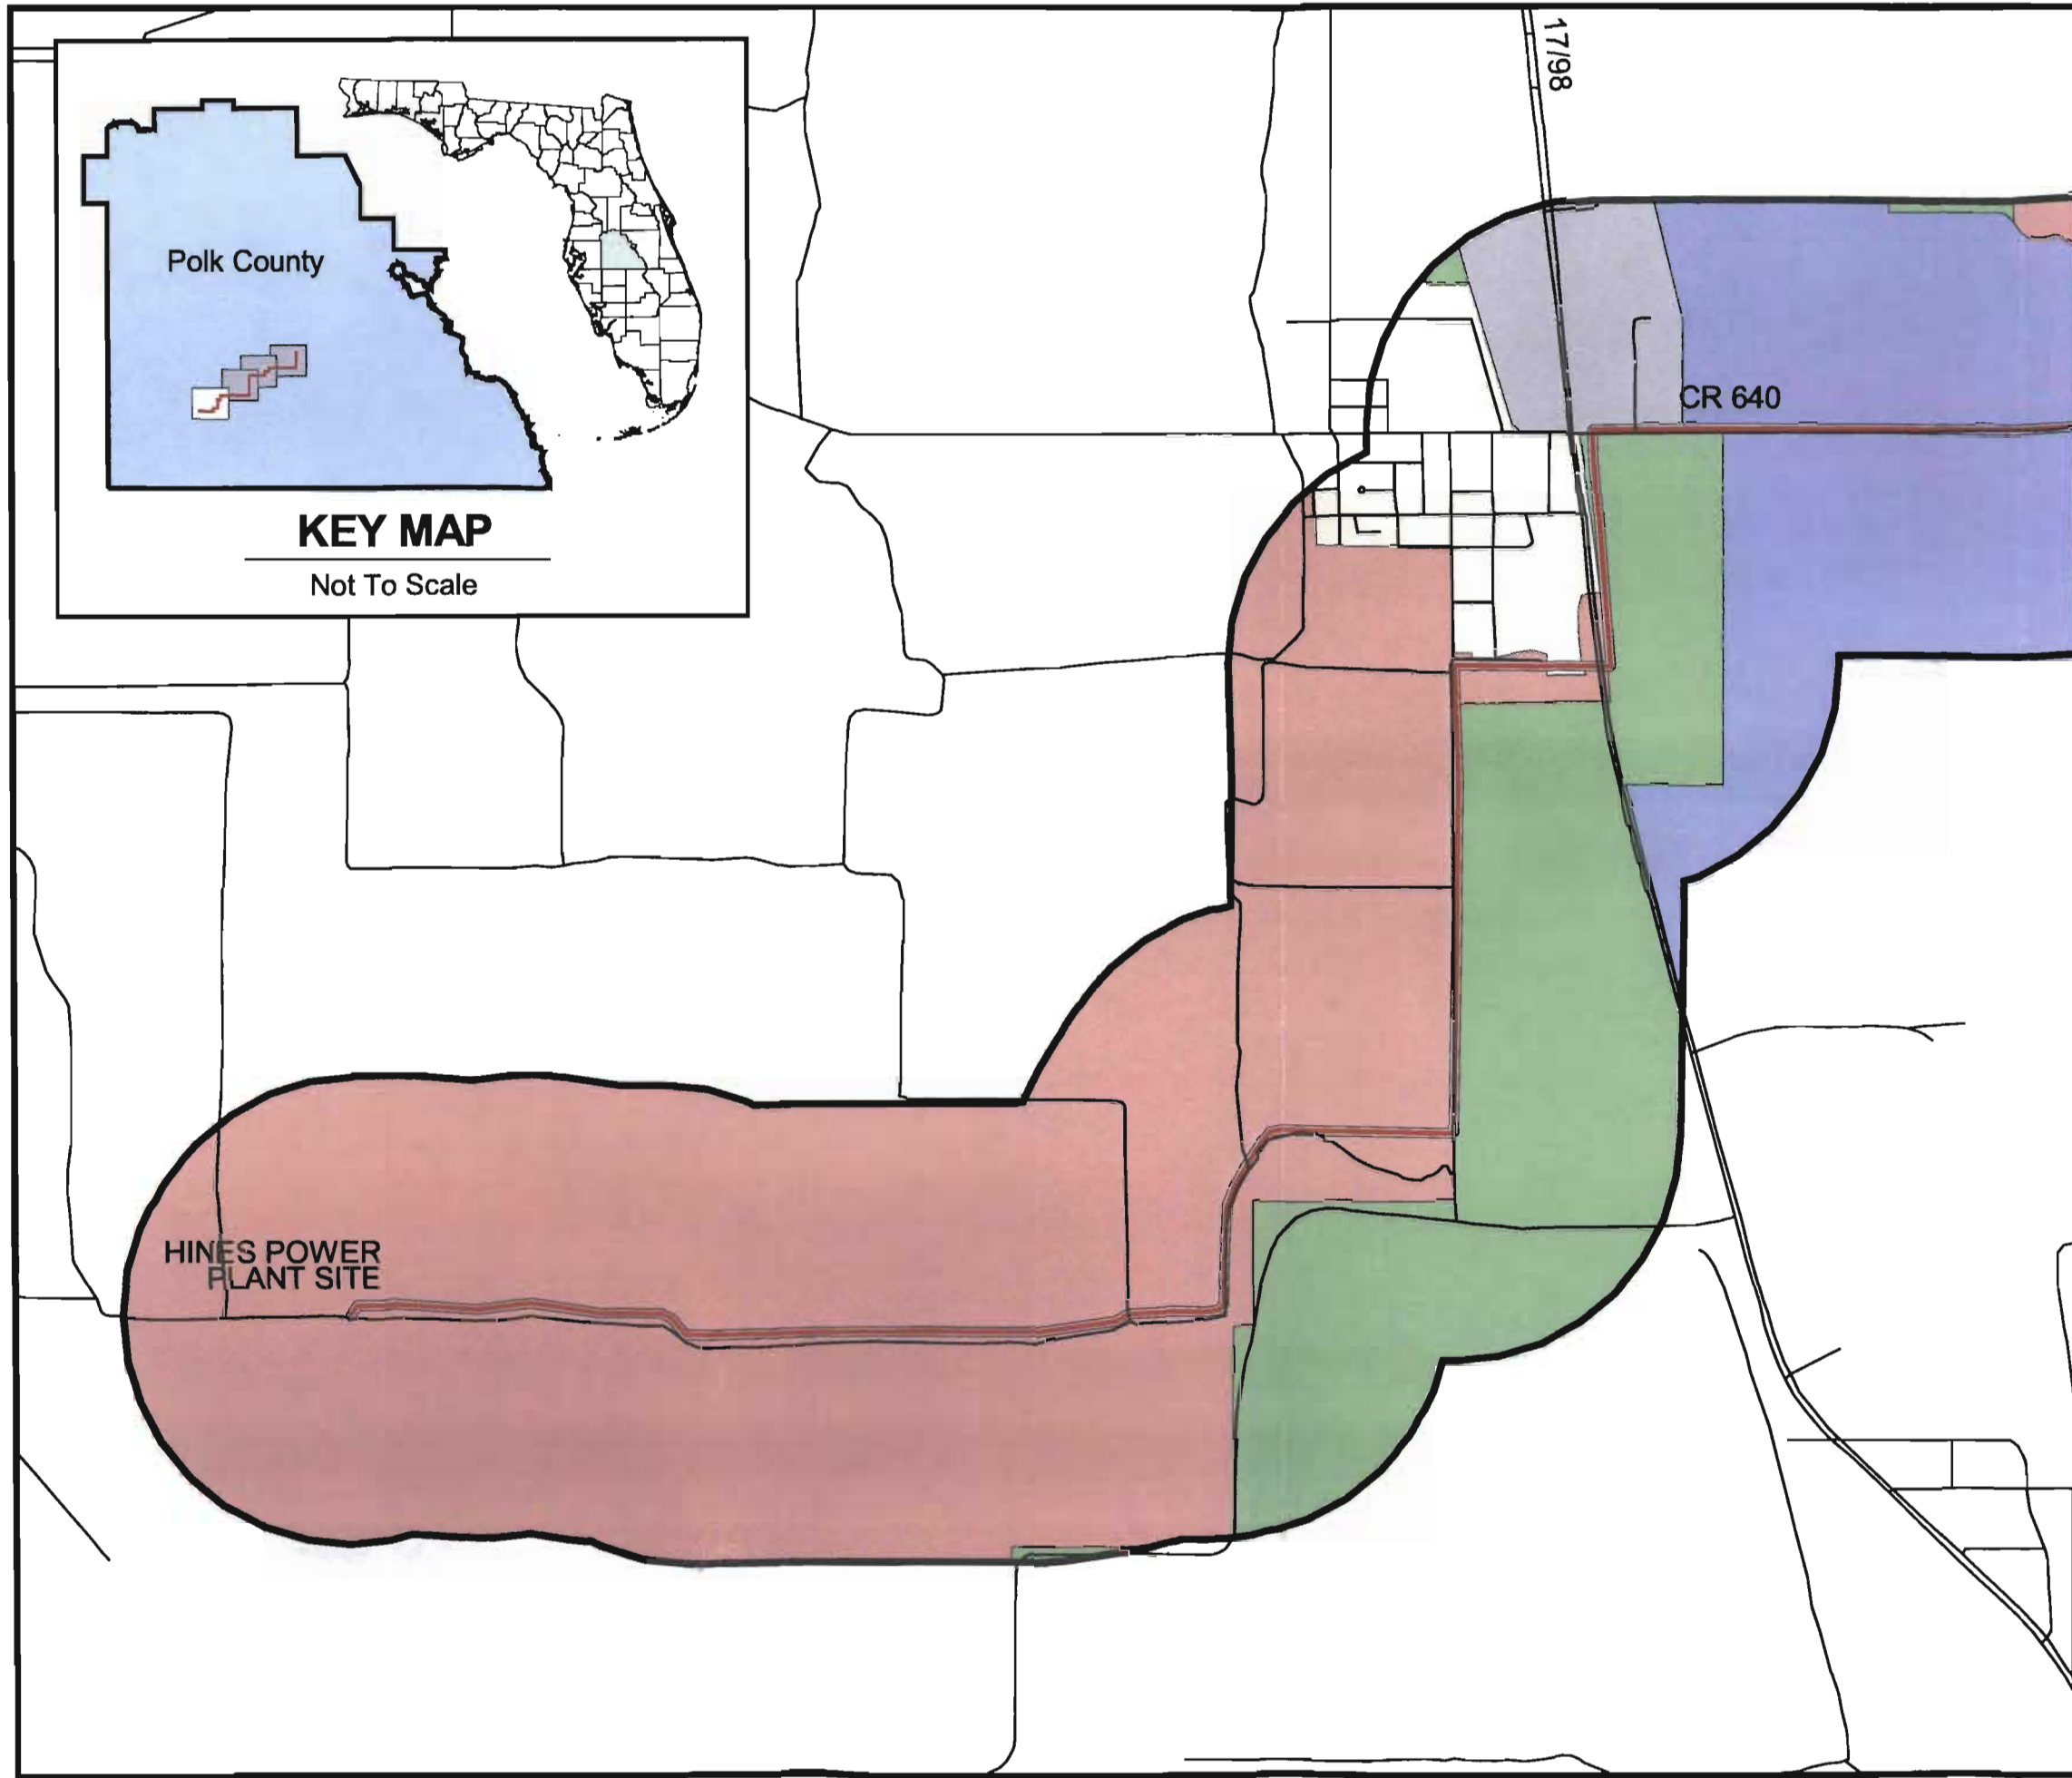 17/98
Polk County
KEY MAP
Not To Scale
CR 640
HINES POWER
PLANT SITE